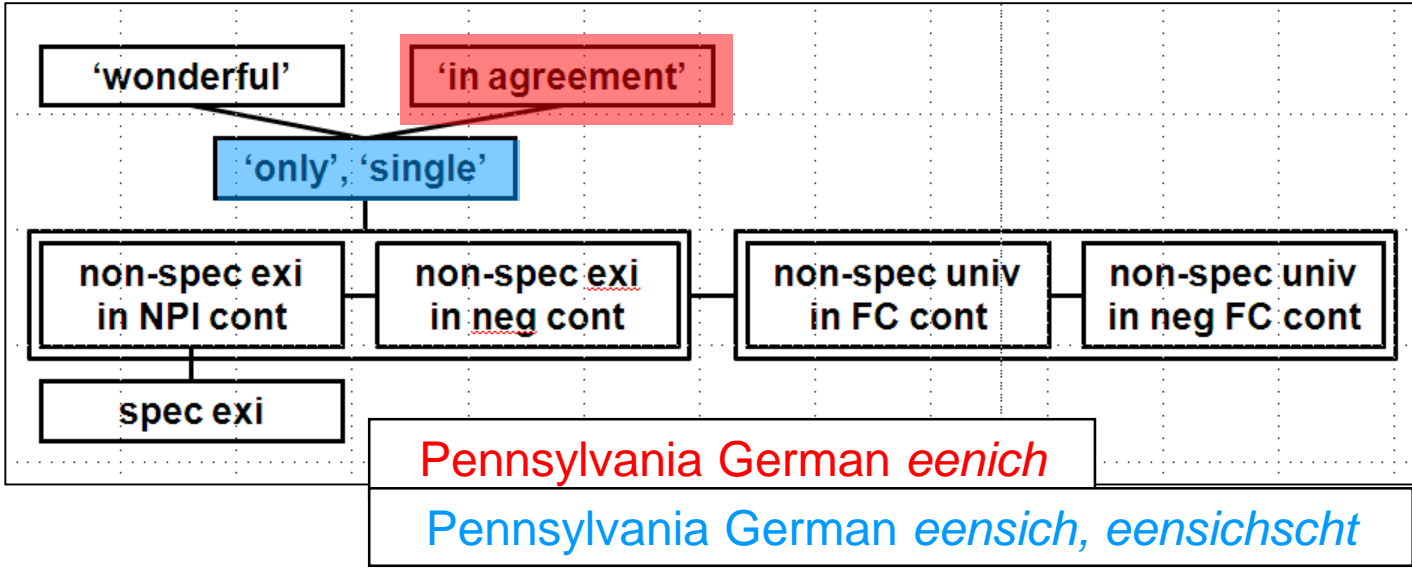 ‘wonderful’
‘in agreement’
‘only’, ‘single’
non-spec exi
in NPI cont
non-spec exi
in neg cont
non-spec univ
in FC cont
non-spec univ
in neg FC cont
spec exi
Pennsylvania German eenich
Pennsylvania German eensich, eensichscht